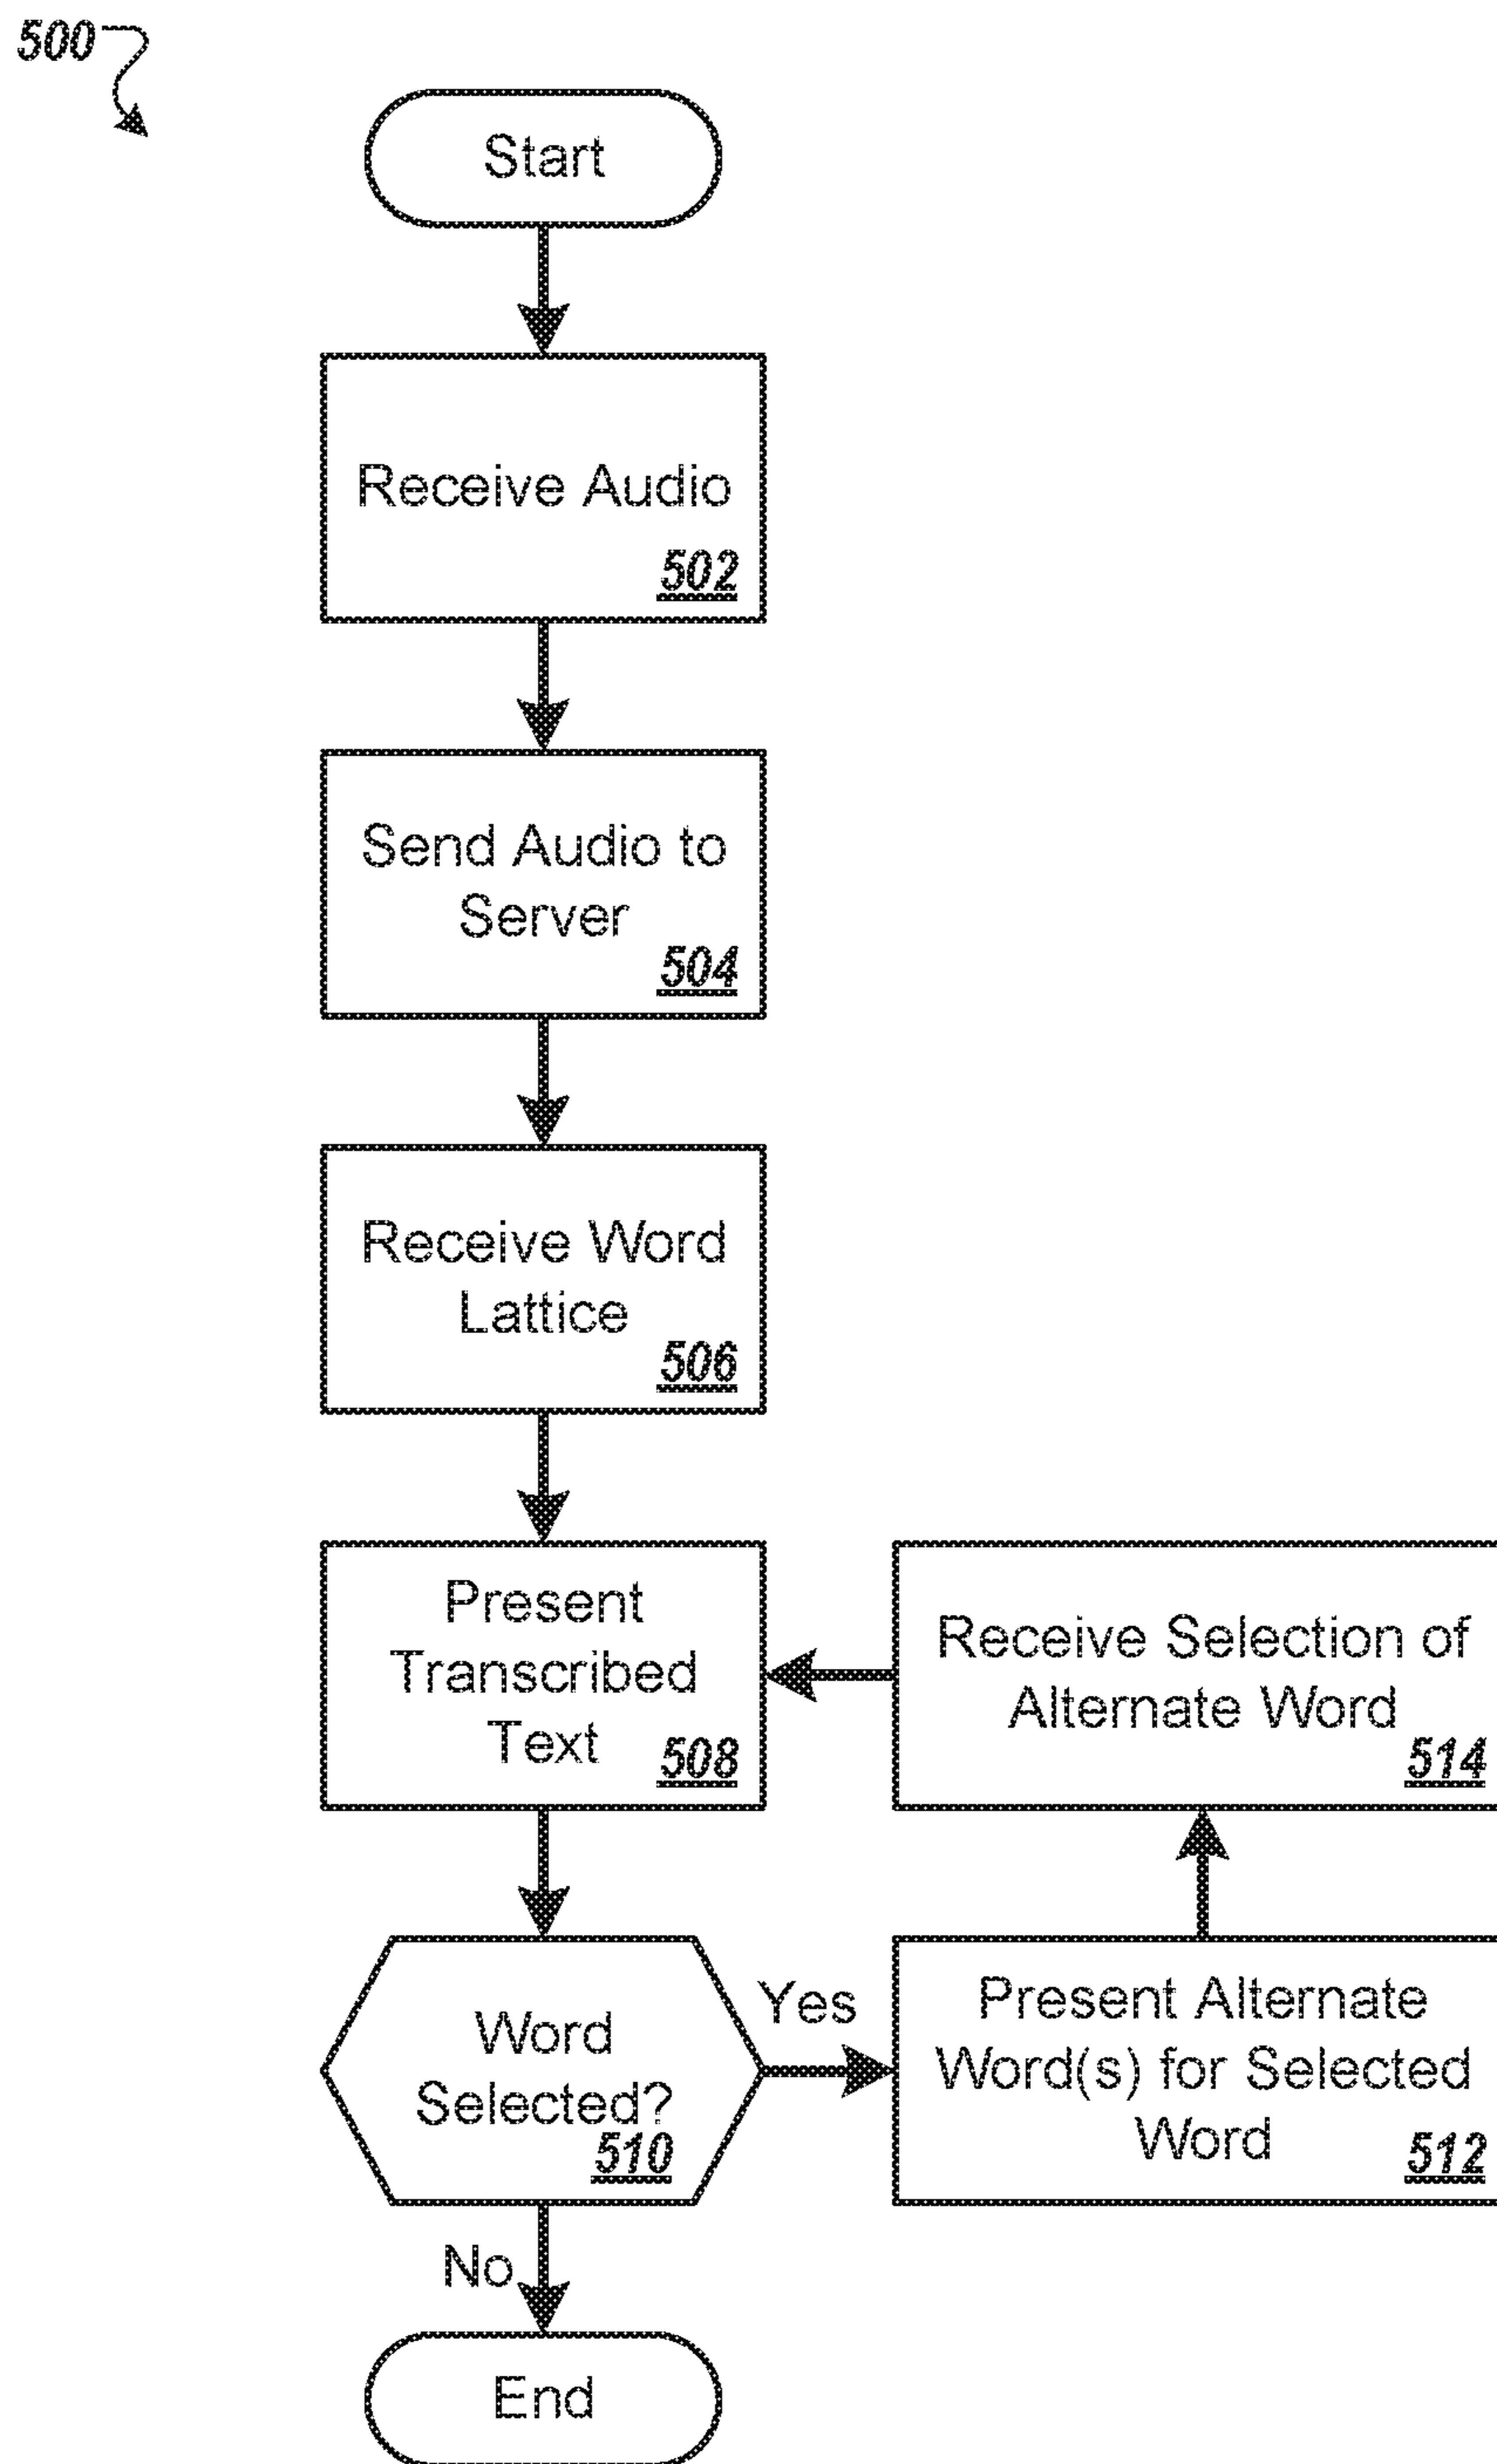 500
Start
Receive Audio
502
Send Audio to
Server
504
Receive Word
Lattice
506
Present
Transcribed
Text
508
Receive Selection of
Alternate Word
514
Word
Selected?
510
Yes
Present Alternate
Word(s) for Selected
Word
512
No
End